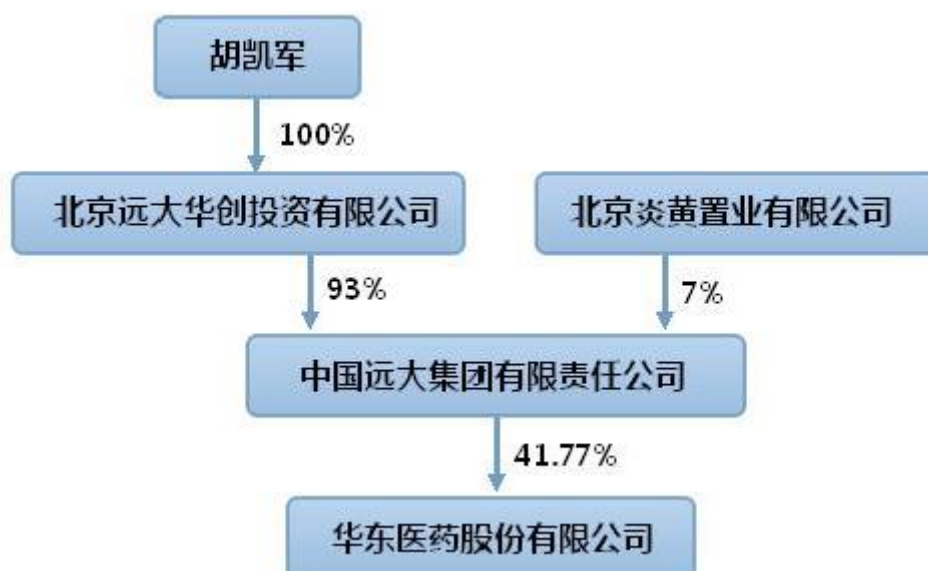 胡凯军
100%
北京远大华创投资有限公司
北京炎黄置业有限公司
93%
7%
中国远大集团有限责任公司
41.77%
华东医药股份有限公司